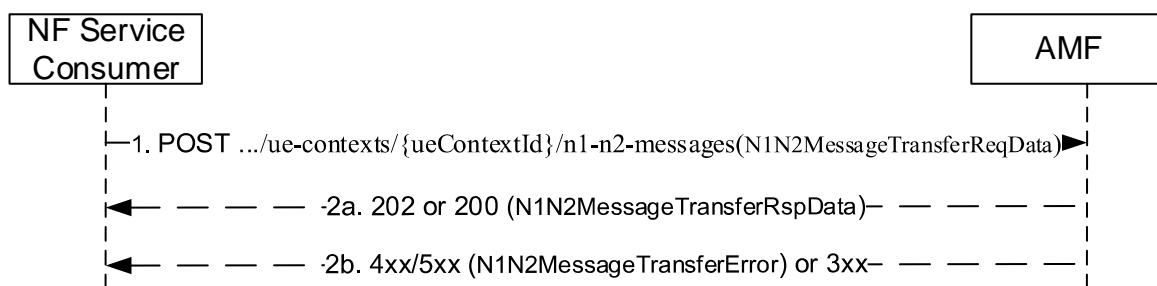 NF Service
Consumer
AMF
1. POST .../ue-contexts/{ueContextId}/n1-n2-messages(N1N2MessageTransferReqData)
2a. 202 or 200 (N1N2MessageTransferRspData)
2b. 4xx/5xx (N1N2MessageTransferError) or 3xx